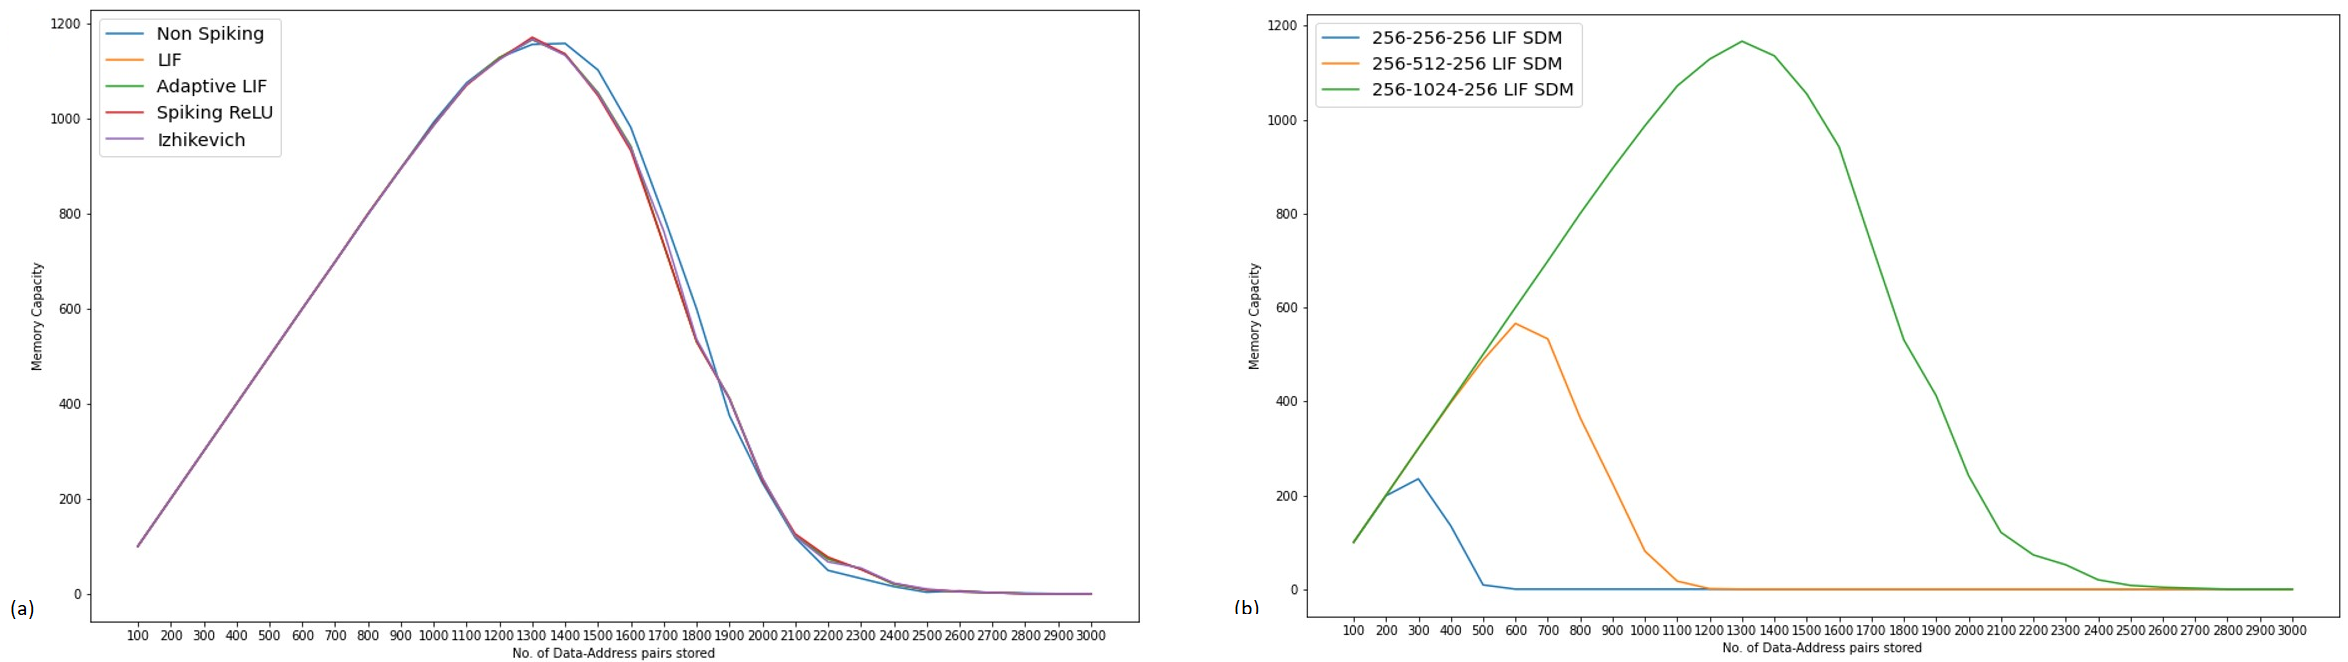 1200
1000
800
600
400
200
0
Memory Capacity
Non Spiking
LIF
Adaptive LIF
Spiking ReLU
Izhikevich
(a)
100 200 300 400 500 600 700 800 900 1000 1100 1200 1300 1400 1500 1600 1700 1800 1900 2000 2100 2200 2300 2400 2500 2600 2700 2800 2900 3000
No. of Data-Address pairs stored
1200
1000
800
600
400
200
0
Memory Capacity
256-256-256 LIF SDM
256-512-256 LIF SDM
256-1024-256 LIF SDM
(b)
100 200 300 400 500 600 700 800 900 1000 1100 1200 1300 1400 1500 1600 1700 1800 1900 2000 2100 2200 2300 2400 2500 2600 2700 2800 2900 3000
No. of Data-Address pairs stored